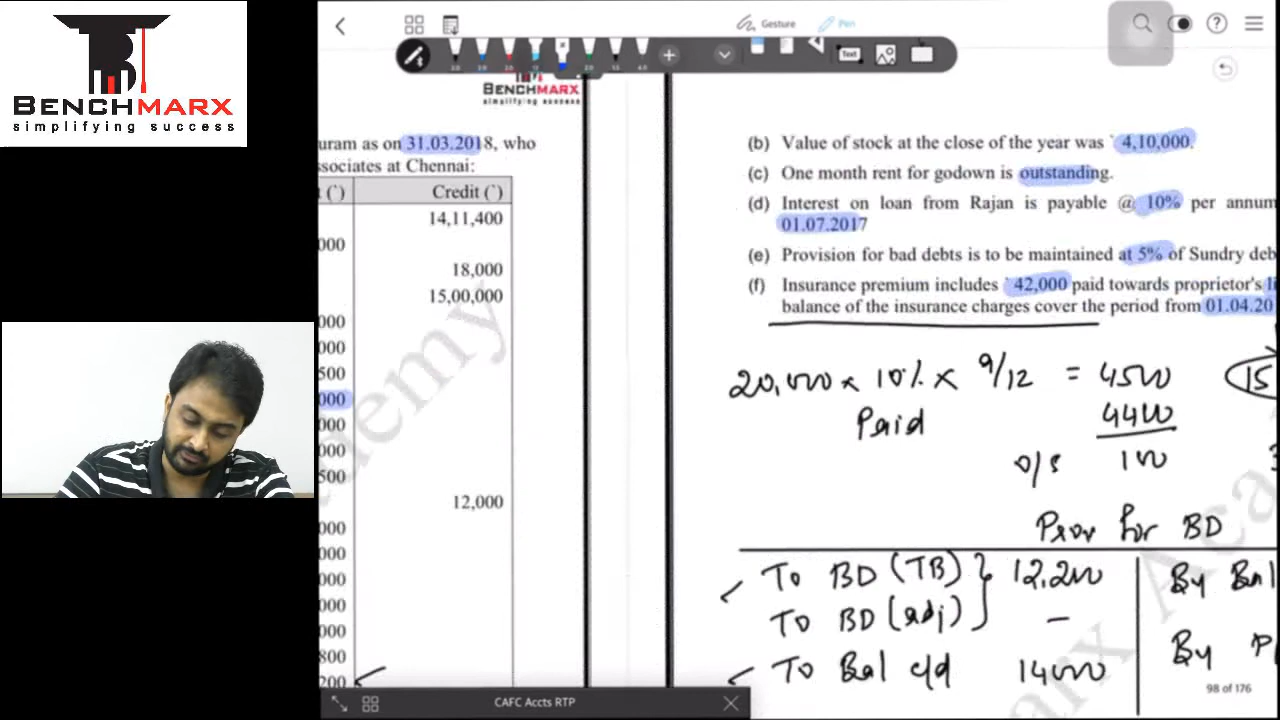 BENCHMARX
simplifying success
Gesture
Pen
Text
BENCHMARX
simplifying success
uram as on 31.03.2018, who
ssociates at Chennai:
Credit (`)
14,11,400
000
18,000
15,00,000
000
000
500
000
000
000
500
12,000
000
000
000
000
000
800
200
(b) Value of stock at the close of the year was ` 4,10,000.
(c) One month rent for godown is outstanding.
(d) Interest on loan from Rajan is payable @ 10% per annum
01.07.2017
(e) Provision for bad debts is to be maintained at 5% of Sundry deb
(f) Insurance premium includes ` 42,000 paid towards proprietor's li
balance of the insurance charges cover the period from 01.04.20
20,000 × 10% × 9/12 = 4500
15
Paid 4400
o/s 100
Prov for BD
To BD (TB) 12,200
To BD (adj) –
To Bal c/d 14000
By Bal
By P
98 of 176
CAFC Accts RTP